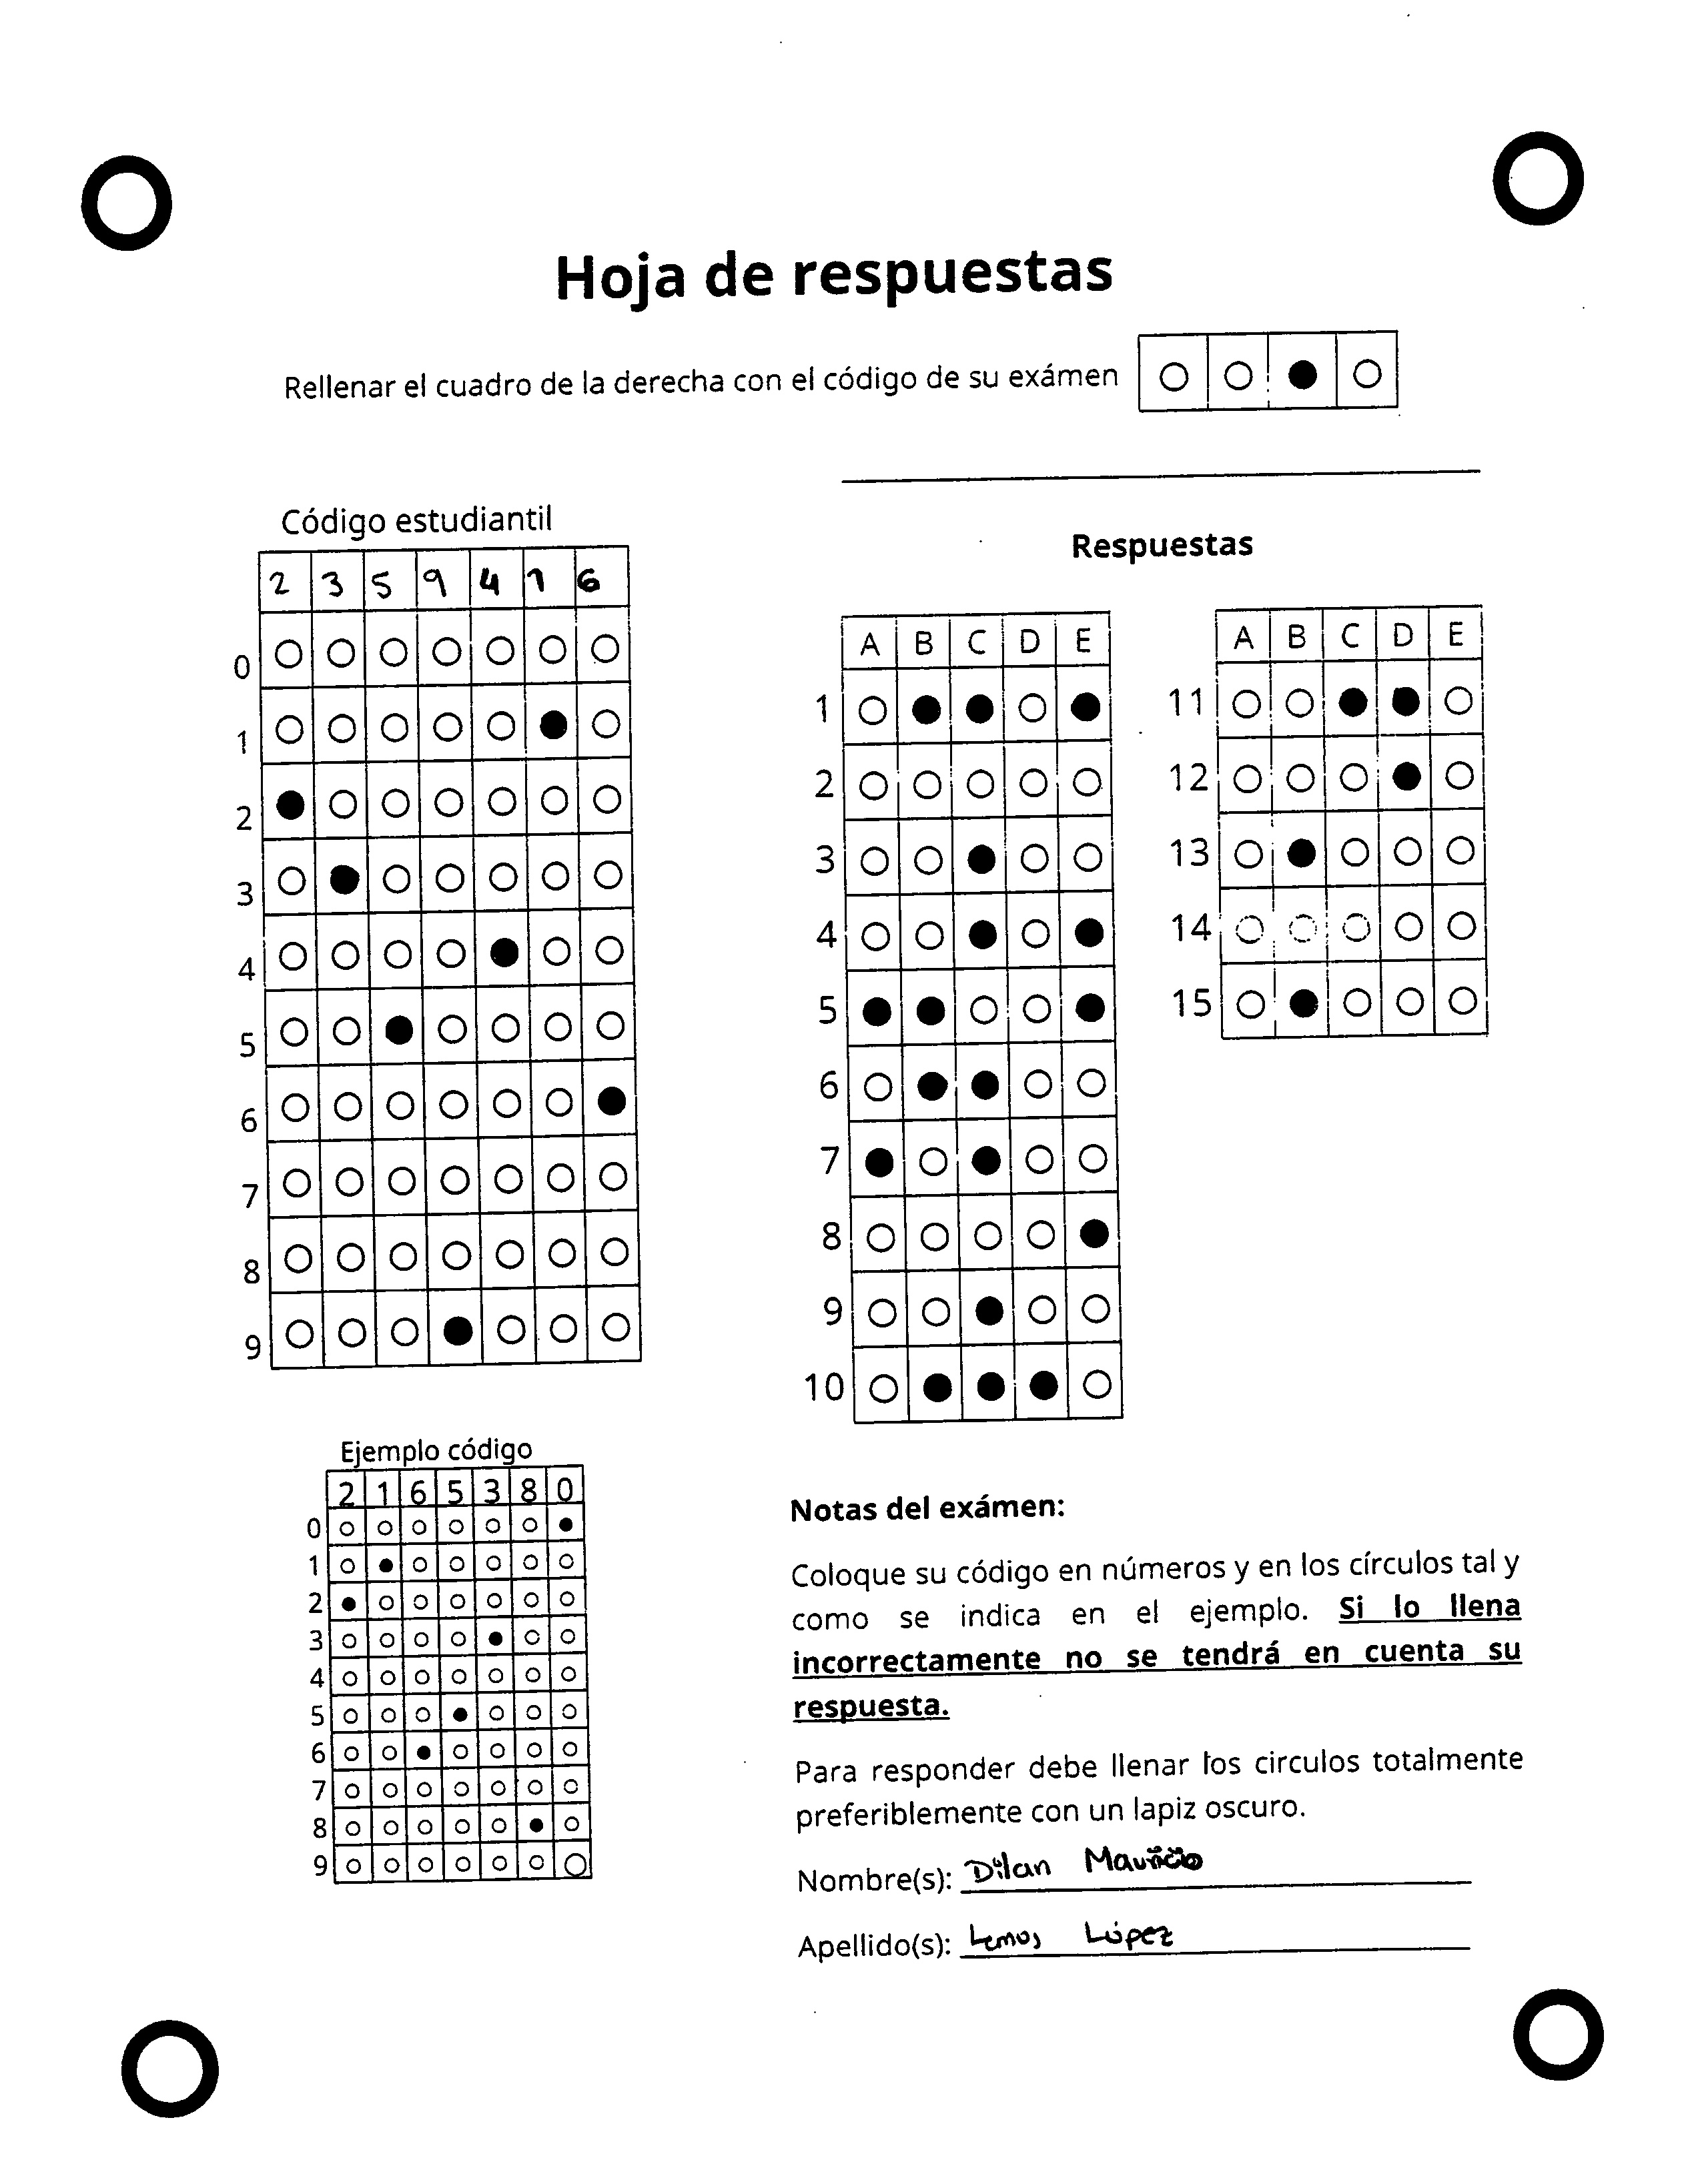 Hoja de respuestas
Rellenar el cuadro de la derecha con el código de su exámen
Código estudiantil
2 3 5 9 4 1 6
0
1
2
3
4
5
6
7
8
9
Respuestas
A B C D E
1
2
3
4
5
6
7
8
9
10
A B C D E
11
12
13
14
15
Ejemplo código
2 1 6 5 3 8 0
0
1
2
3
4
5
6
7
8
9
Notas del exámen:
Coloque su código en números y en los círculos tal y
como se indica en el ejemplo. Si lo llena
incorrectamente no se tendrá en cuenta su
respuesta.
Para responder debe llenar los circulos totalmente
preferiblemente con un lapiz oscuro.
Nombre(s): Dilan Mauricio
Apellido(s): Lemos López